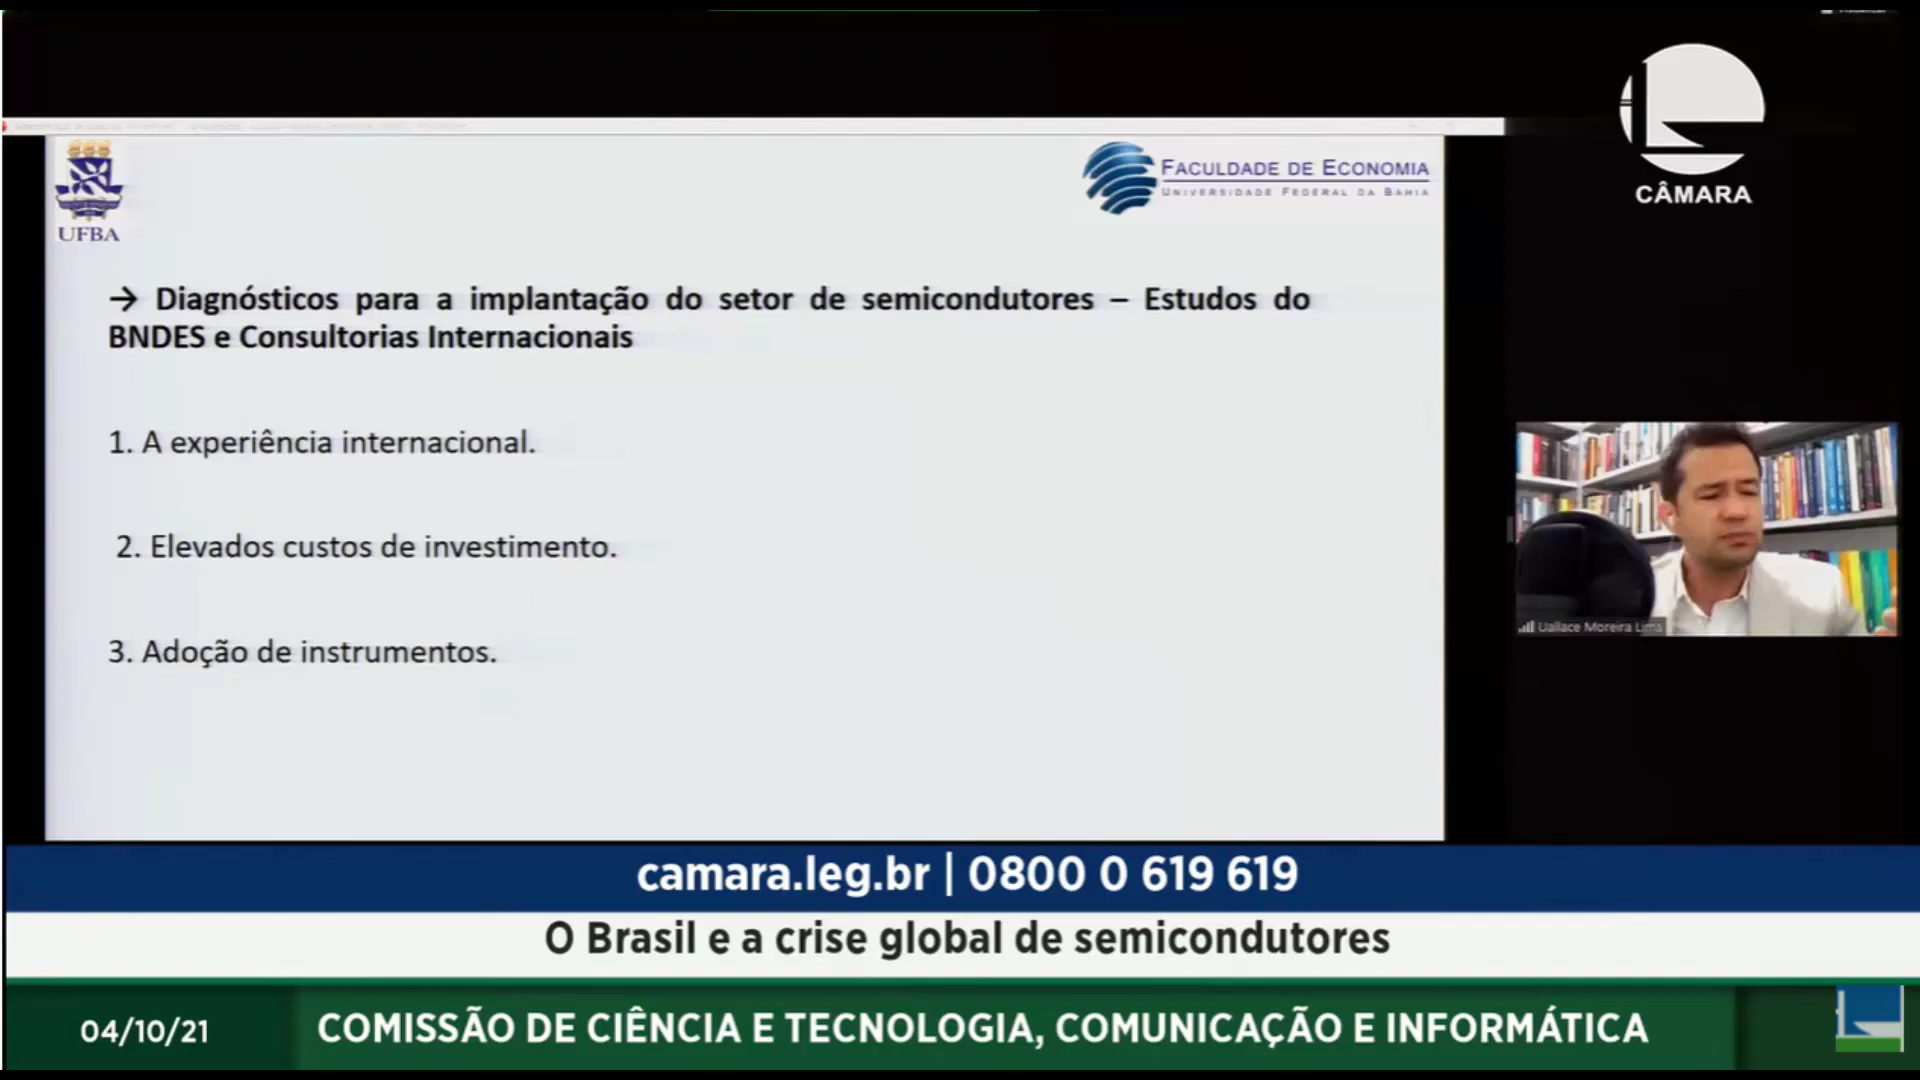 CÂMARA
UFBA
FACULDADE DE ECONOMIA
UNIVERSIDADE FEDERAL DA BAHIA
→ Diagnósticos para a implantação do setor de semicondutores – Estudos do
BNDES e Consultorias Internacionais
1. A experiência internacional.
2. Elevados custos de investimento.
3. Adoção de instrumentos.
Uallace Moreira Lima
camara.leg.br | 0800 0 619 619
O Brasil e a crise global de semicondutores
04/10/21
COMISSÃO DE CIÊNCIA E TECNOLOGIA, COMUNICAÇÃO E INFORMÁTICA